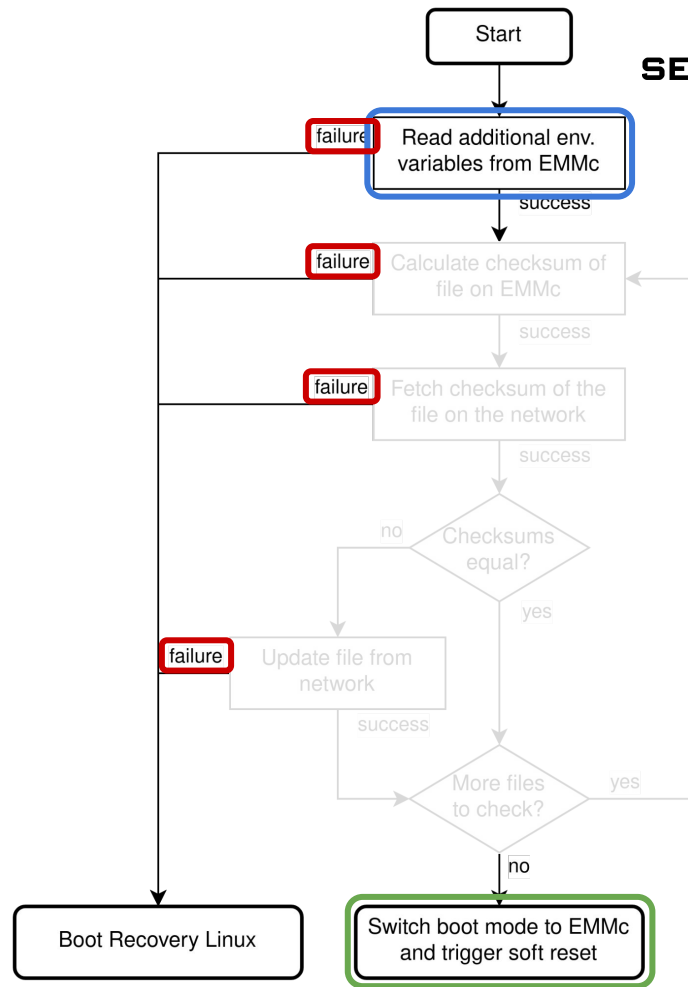 Start
SE
failure
Read additional env.
variables from EMMc
success
failure
Calculate checksum of
file on EMMc
success
failure
Fetch checksum of the
file on the network
success
no
Checksums
equal?
yes
failure
Update file from
network
success
More files
to check?
yes
no
Boot Recovery Linux
Switch boot mode to EMMc
and trigger soft reset